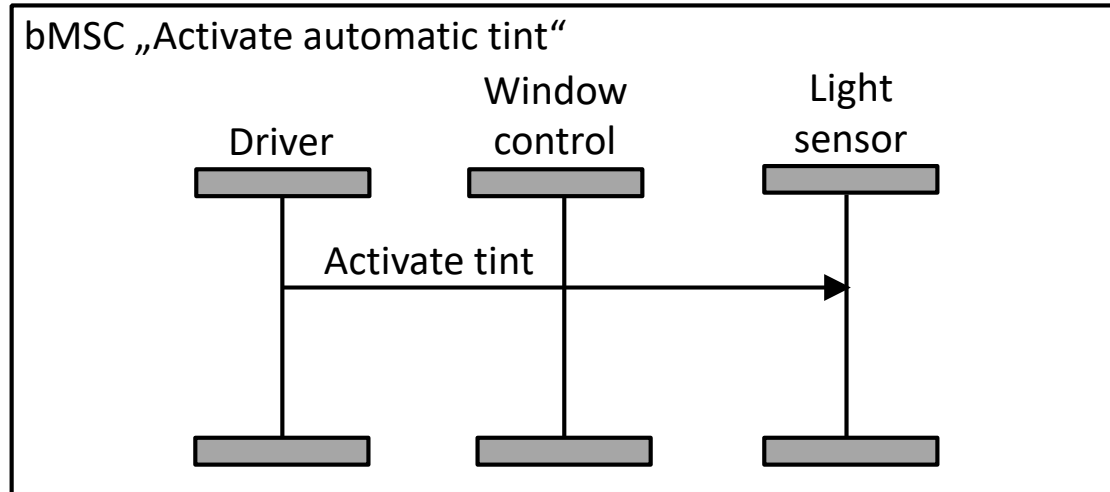 bMSC „Activate automatic tint“
Driver
Window
control
Light
sensor
Activate tint